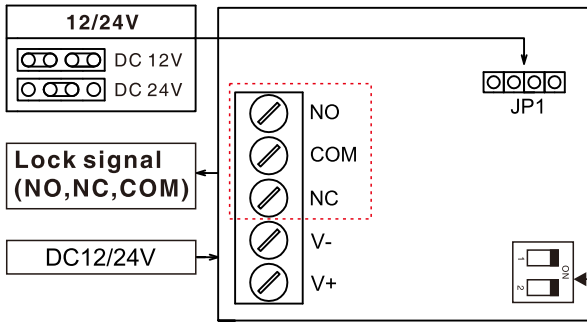 12/24V
DC 12V
DC 24V
JP1
NO
COM
NC
V-
V+
Lock signal
(NO,NC,COM)
DC12/24V
1
2
ON